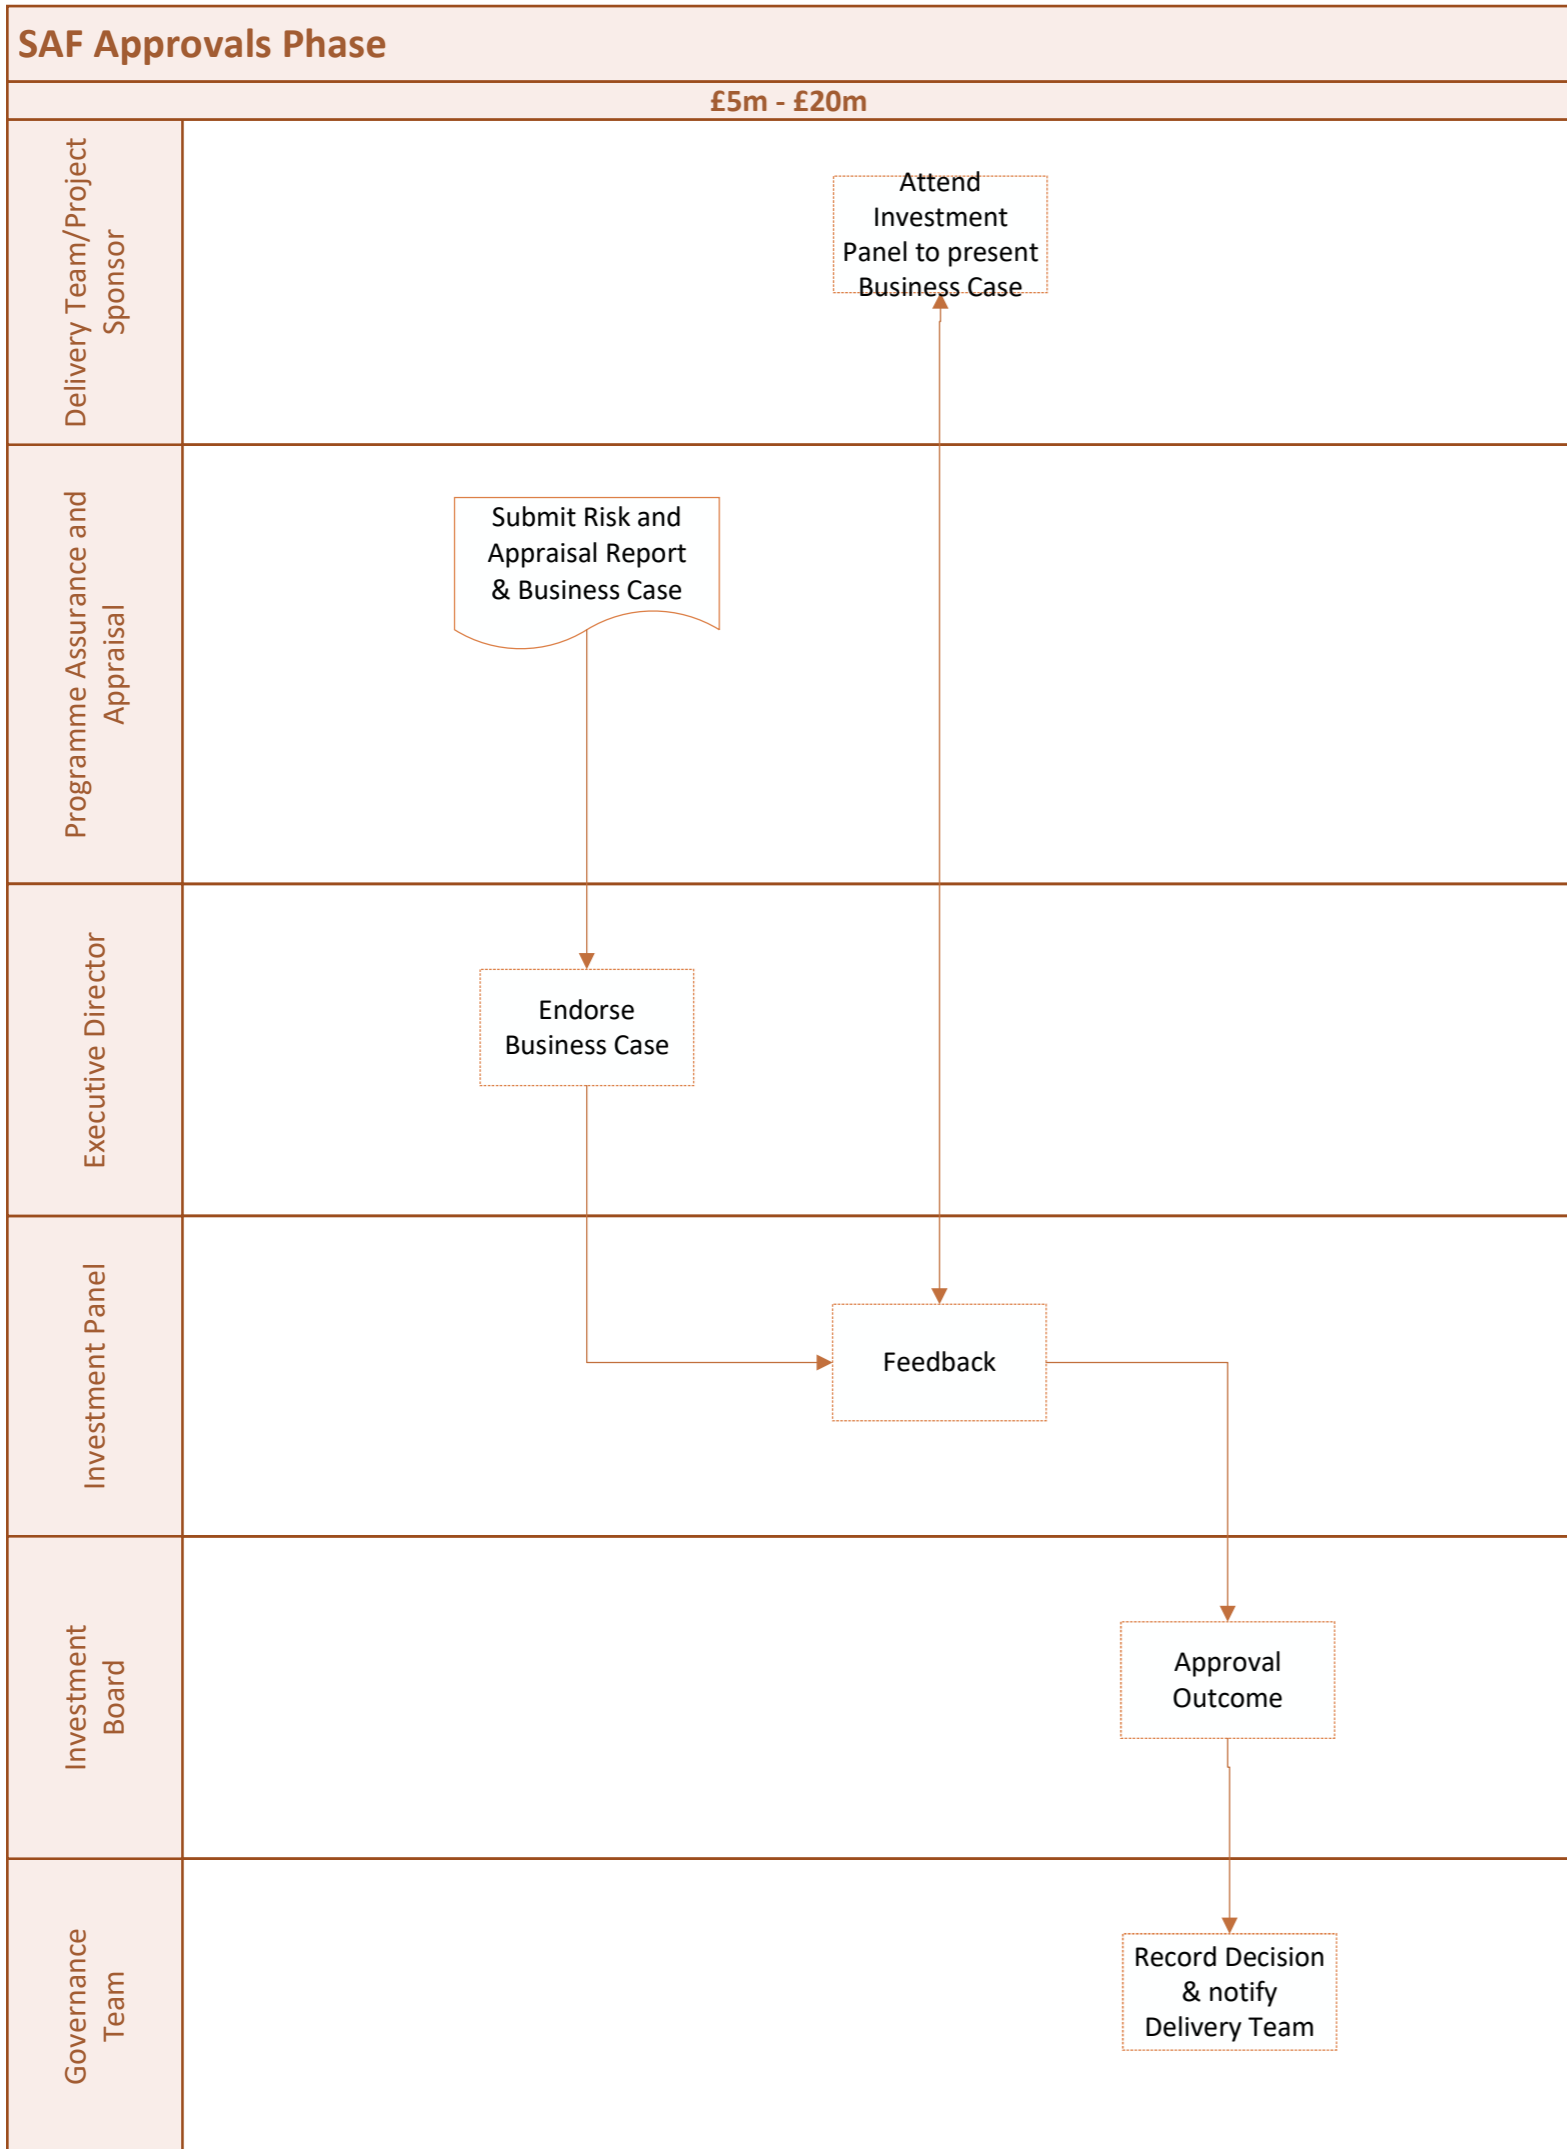 SAF Approvals Phase
£5m - £20m
Delivery Team/Project
Sponsor
Attend
Investment
Panel to present
Business Case
Programme Assurance and
Appraisal
Submit Risk and
Appraisal Report
& Business Case
Executive Director
Endorse
Business Case
Investment Panel
Feedback
Investment
Board
Approval
Outcome
Governance
Team
Record Decision
& notify
Delivery Team